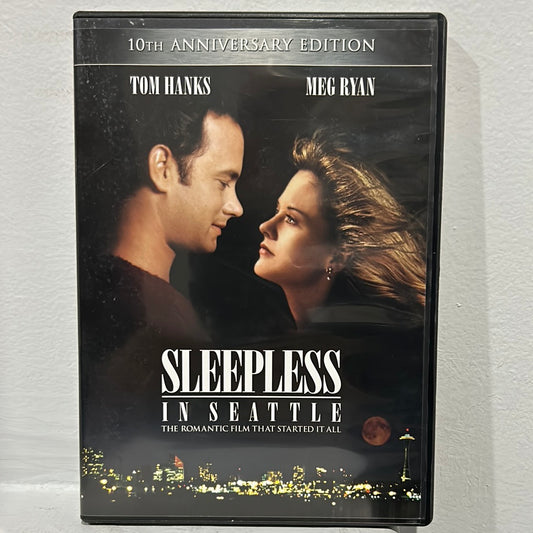 10TH ANNIVERSARY EDITION
TOM HANKS MEG RYAN
SLEEPLESS
IN SEATTLE
THE ROMANTIC FILM THAT STARTED IT ALL